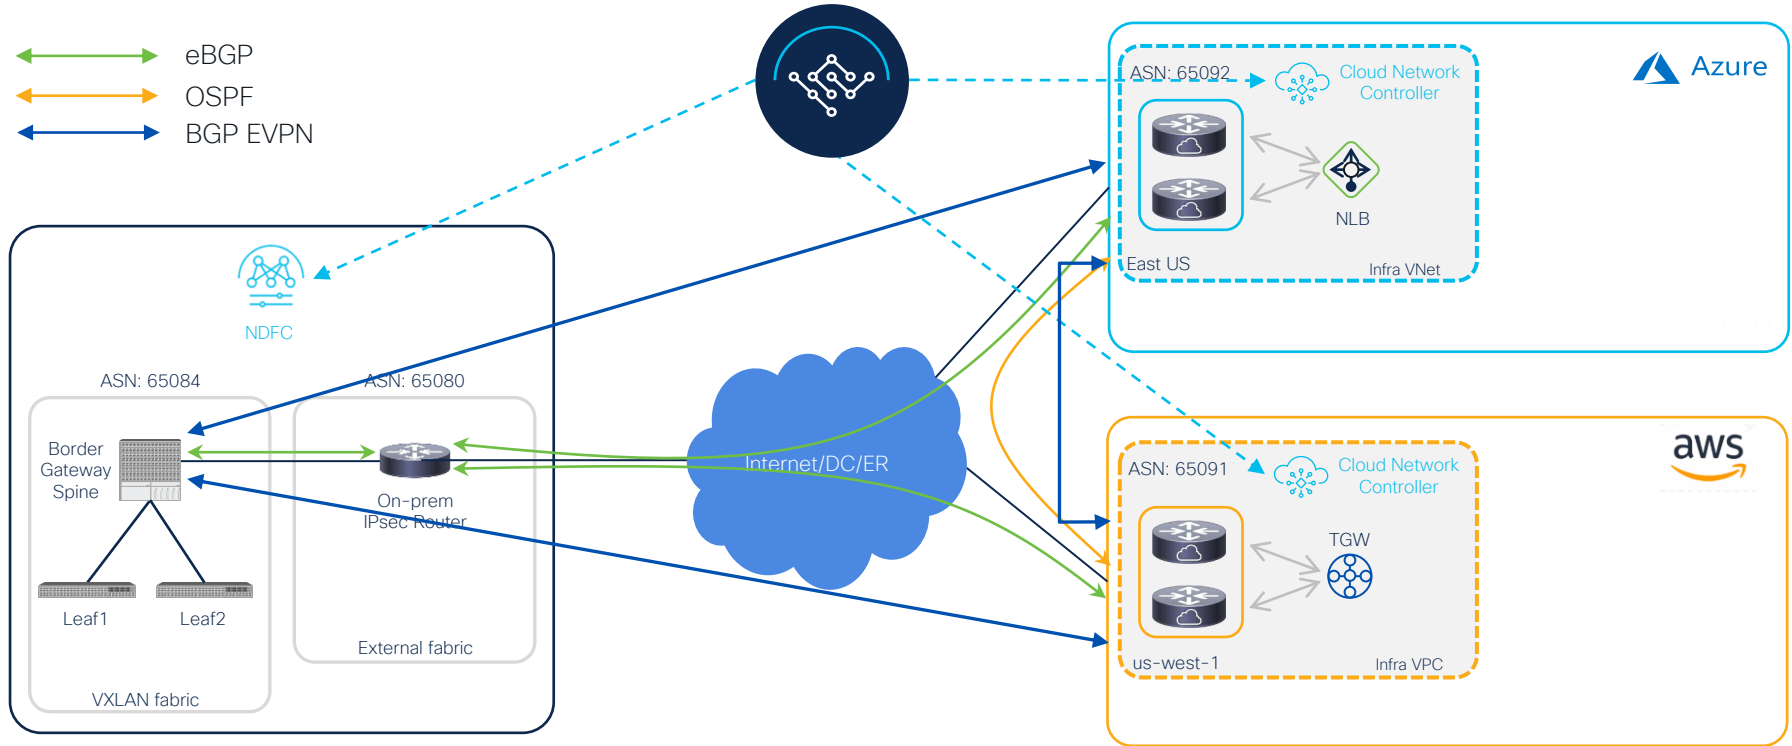 eBGP
OSPF
BGP EVPN
ASN: 65092
Cloud Network
Controller
Azure
NLB
East US
Infra VNet
NDFC
ASN: 65084
ASN: 65080
Border
Gateway
Spine
On-prem
IPsec Router
Internet/DC/ER
Leaf1
Leaf2
External fabric
VXLAN fabric
aws
ASN: 65091
Cloud Network
Controller
TGW
us-west-1
Infra VPC